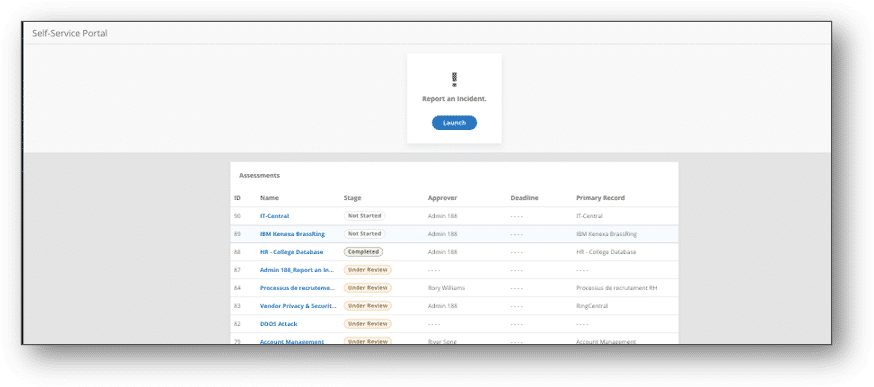 Self-Service Portal
Report an Incident.
Launch
Assessments
ID Name Stage Approver Deadline Primary Record
90 IT-Central Not Started Admin 188 ---- IT-Central
89 IBM Kenexa BrassRing Not Started Admin 188 ---- IBM Kenexa BrassRing
88 HR - College Database Completed Admin 188 ---- HR - College Database
87 Admin 188_Report an In... Under Review ---- ---- ----
84 Processus de recruteme... Under Review Rory Williams ---- Processus de recrutement RH
83 Vendor Privacy & Securit... Under Review Admin 188 ---- RingCentral
82 DDOS Attack Under Review ---- ---- ----
79 Account Management Under Review River Song ---- Account Management